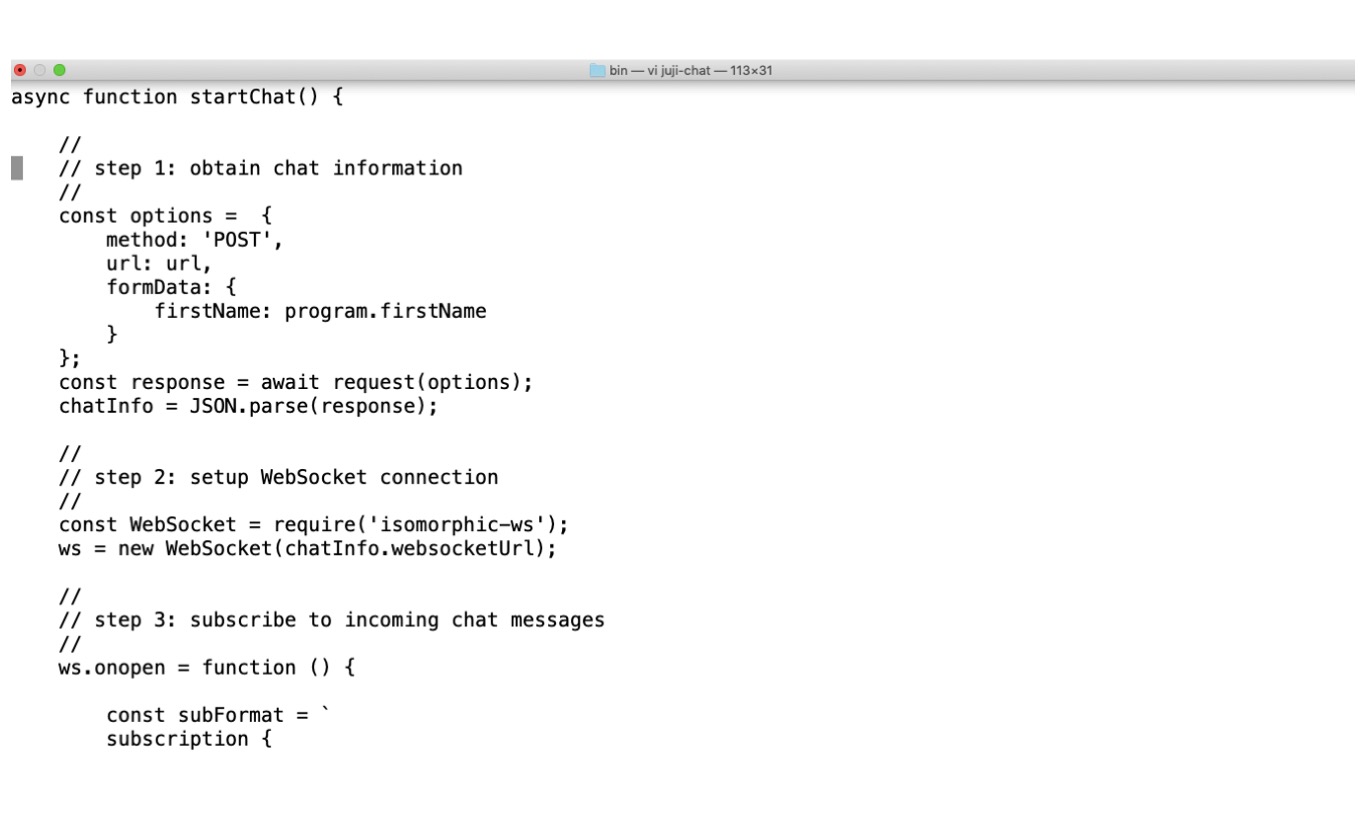 bin — vi juji-chat — 113×31
async function startChat() {
    //
    // step 1: obtain chat information
    //
    const options =  {
        method: 'POST',
        url: url,
        formData: {
            firstName: program.firstName
        }
    };
    const response = await request(options);
    chatInfo = JSON.parse(response);
    //
    // step 2: setup WebSocket connection
    //
    const WebSocket = require('isomorphic-ws');
    ws = new WebSocket(chatInfo.websocketUrl);
    //
    // step 3: subscribe to incoming chat messages
    //
    ws.onopen = function () {
        const subFormat = `
        subscription {